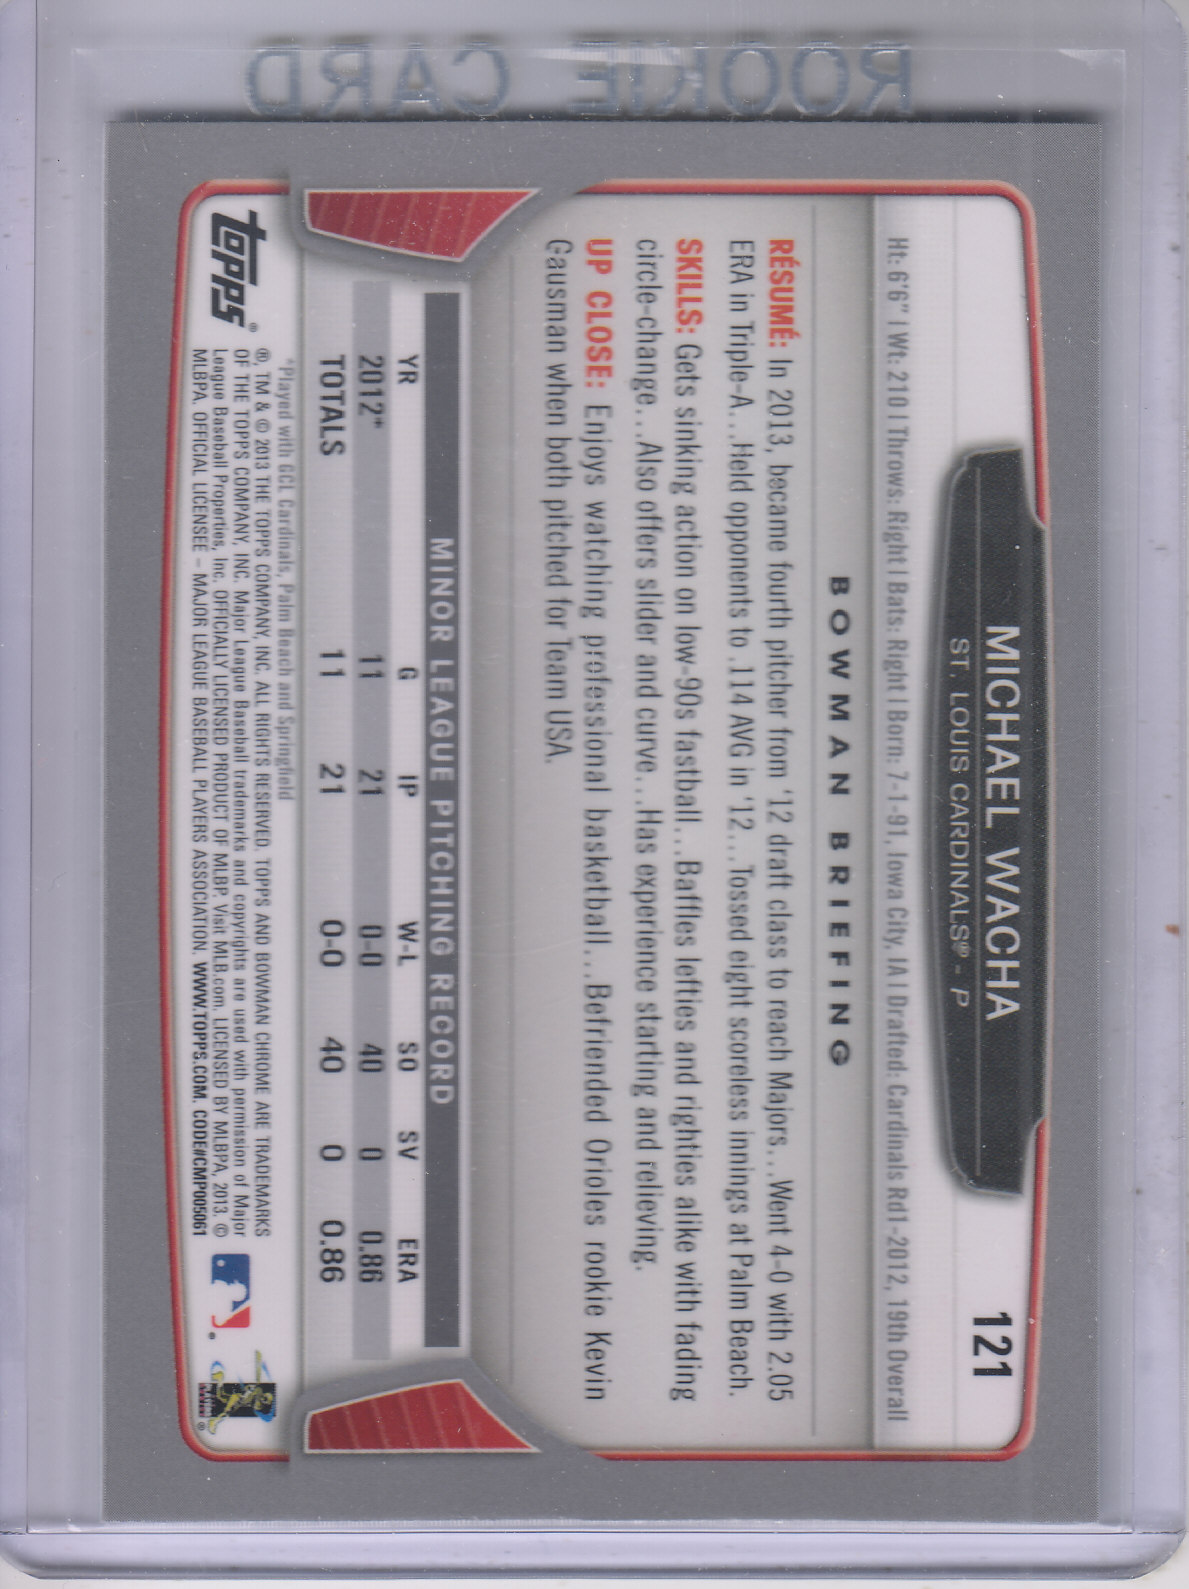 ROOKIE CARD
121
MICHAEL WACHA
ST. LOUIS CARDINALS® - P
Ht: 6'6" | Wt: 210 | Throws: Right | Bats: Right | Born: 7-1-91, Iowa City, IA | Drafted: Cardinals Rd1-2012, 19th Overall
BOWMAN BRIEFING
RÉSUMÉ: In 2013, became fourth pitcher from '12 draft class to reach Majors...Went 4-0 with 2.05
ERA in Triple-A...Held opponents to .114 AVG in '12...Tossed eight scoreless innings at Palm Beach.
SKILLS: Gets sinking action on low-90s fastball...Baffles lefties and righties alike with fading
circle-change...Also offers slider and curve...Has experience starting and relieving.
UP CLOSE: Enjoys watching professional basketball...Befriended Orioles rookie Kevin
Gausman when both pitched for Team USA.
MINOR LEAGUE PITCHING RECORD
YR G IP W-L SO SV ERA
2012* 11 21 0-0 40 0 0.86
TOTALS 11 21 0-0 40 0 0.86
*Played with GCL Cardinals, Palm Beach and Springfield
topps®
®, TM & © 2013 THE TOPPS COMPANY, INC. ALL RIGHTS RESERVED. TOPPS AND BOWMAN CHROME ARE TRADEMARKS
OF THE TOPPS COMPANY, INC. Major League Baseball trademarks and copyrights are used with permission of Major
League Baseball Properties, Inc. OFFICIALLY LICENSED PRODUCT OF MLBP. Visit MLB.com. LICENSED BY MLBPA, 2013. ©
MLBPA. OFFICIAL LICENSEE – MAJOR LEAGUE BASEBALL PLAYERS ASSOCIATION. WWW.TOPPS.COM. CODE#CMP005061